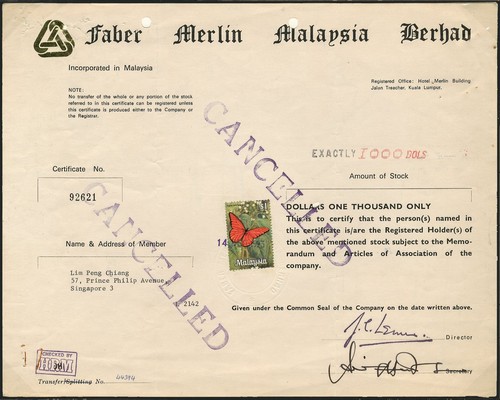 Faber Merlin Malaysia Berhad
Incorporated in Malaysia
Registered Office: Hotel Merlin Building
Jalan Treacher, Kuala Lumpur.
NOTE:
No transfer of the whole or any portion of the stock
referred to in this certificate can be registered unless
this certificate is produced either to the Company or
the Registrar.
CANCELLED
EXACTLY 1000 DOLS
Certificate No.
Amount of Stock
92621
CANCELLED
DOLLARS ONE THOUSAND ONLY
This is to certify that the person(s) named in
this certificate is/are the Registered Holder(s) of
the above mentioned stock subject to the Memo-
randum and Articles of Association of the
company.
14
Malaysia
Name & Address of Member
Lim Peng Chiang
57, Prince Philip Avenue,
Singapore 3
2142
Given under the Common Seal of the Company on the date written above.
Director
Secretary
CHECKED BY
Transfer/Splitting No. 44394